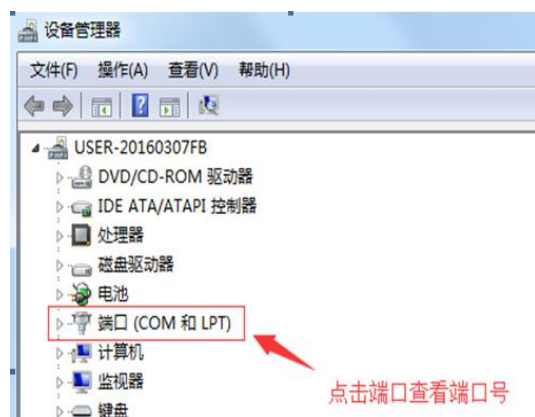 设备管理器
文件(F) 操作(A) 查看(V) 帮助(H)
USER-20160307FB
DVD/CD-ROM 驱动器
IDE ATA/ATAPI 控制器
处理器
磁盘驱动器
电池
端口 (COM 和 LPT)
计算机
监视器
点击端口查看端口号
键盘